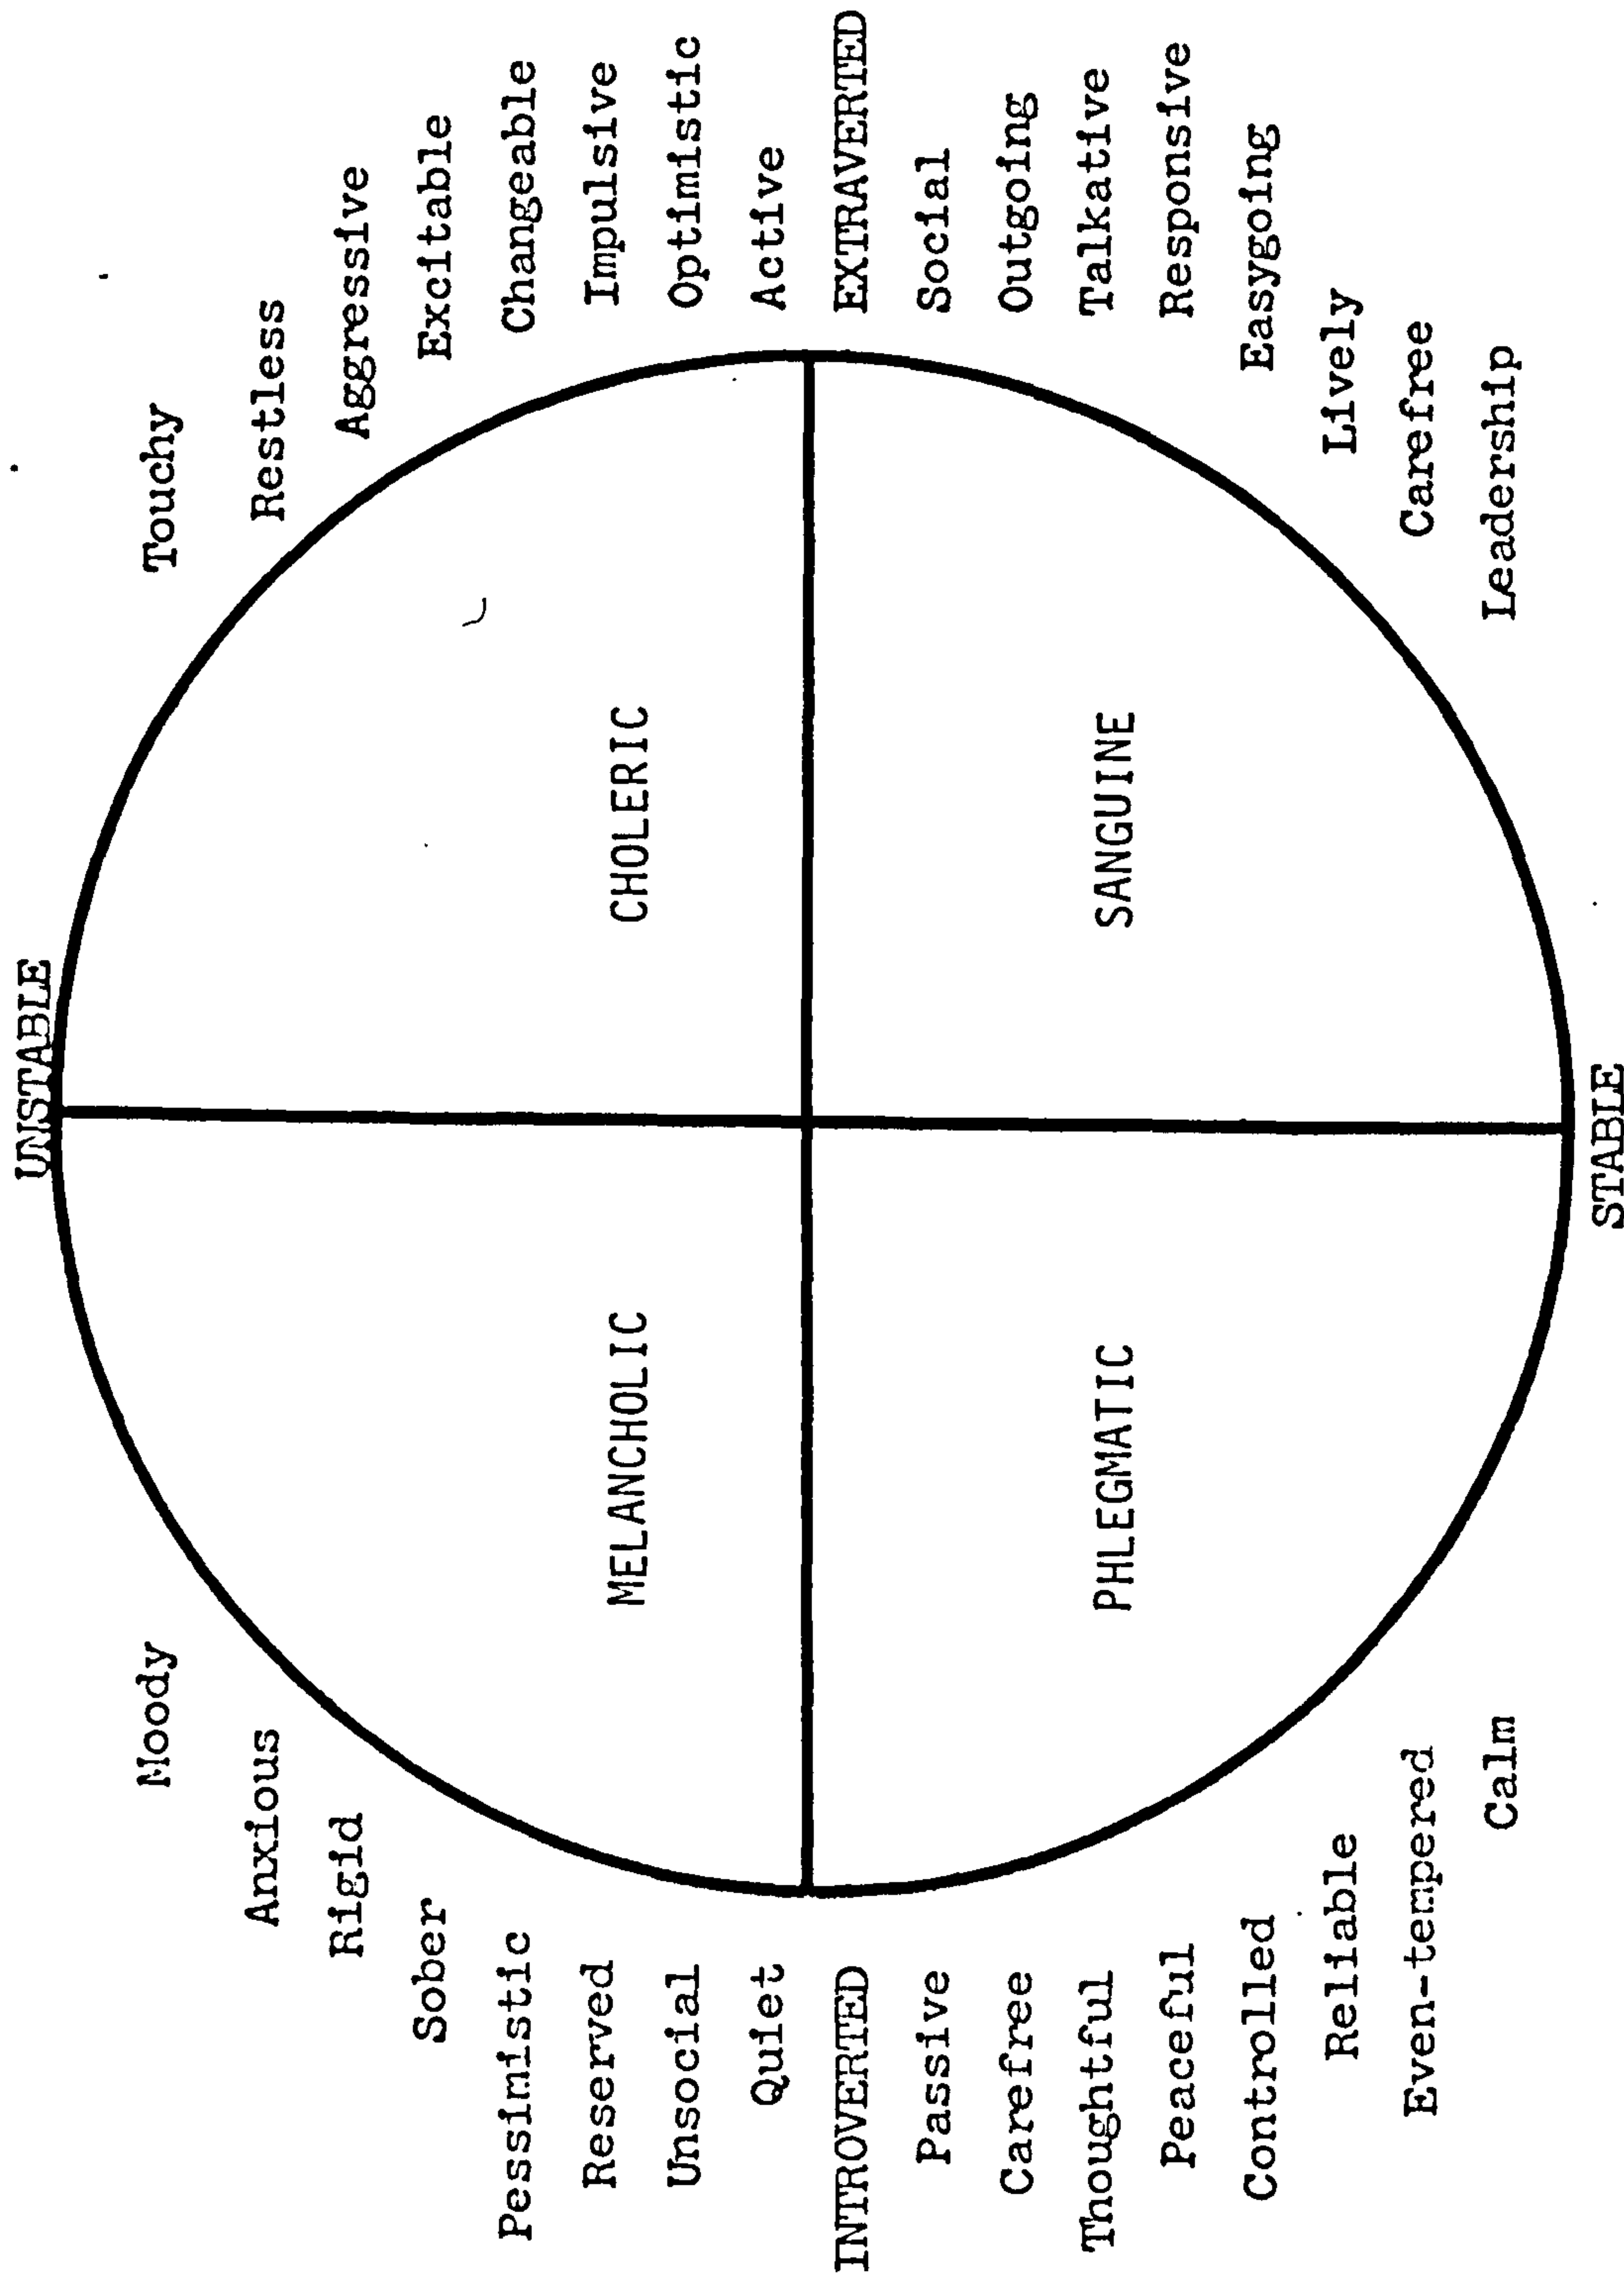 UNSTABLE
Moody
Touchy
Anxious
Restless
Rigid
Aggressive
Sober
Excitable
Pessimistic
Changeable
Reserved
Impulsive
Unsocial
Optimistic
Quiet
Active
MELANCHOLIC
CHOLERIC
INTROVERTED
EXTRAVERTED
PHLEGMATIC
SANGUINE
Passive
Social
Carefree
Outgoing
Thoughtful
Talkative
Peaceful
Responsive
Controlled
Easygoing
Reliable
Lively
Even-tempered
Carefree
Calm
Leadership
STABLE